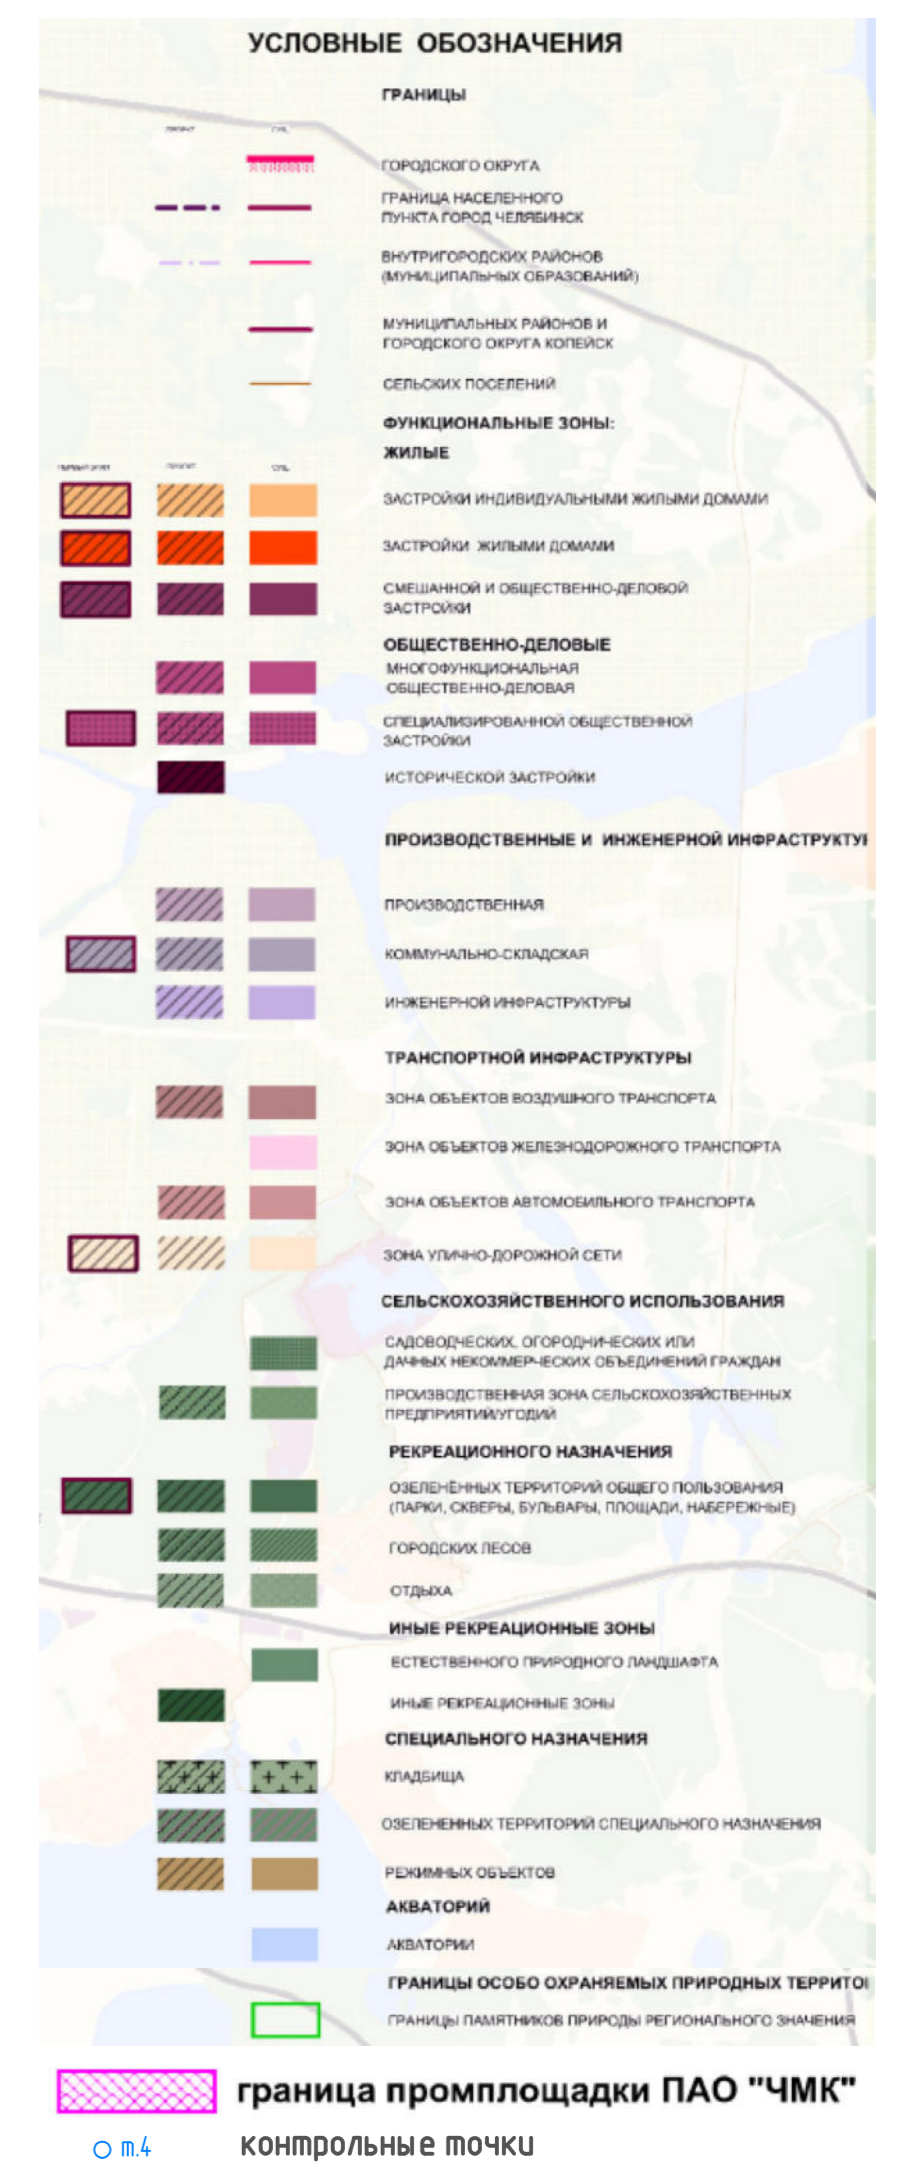 УСЛОВНЫЕ ОБОЗНАЧЕНИЯ
ГРАНИЦЫ
ПРОЕКТ СУЩ.
ГОРОДСКОГО ОКРУГА
ГРАНИЦА НАСЕЛЕННОГО
ПУНКТА ГОРОД ЧЕЛЯБИНСК
ВНУТРИГОРОДСКИХ РАЙОНОВ
(МУНИЦИПАЛЬНЫХ ОБРАЗОВАНИЙ)
МУНИЦИПАЛЬНЫХ РАЙОНОВ И
ГОРОДСКОГО ОКРУГА КОПЕЙСК
СЕЛЬСКИХ ПОСЕЛЕНИЙ
ФУНКЦИОНАЛЬНЫЕ ЗОНЫ:
ЖИЛЫЕ
ПРОЕКТ СУЩ.
ЗАСТРОЙКИ ИНДИВИДУАЛЬНЫМИ ЖИЛЫМИ ДОМАМИ
ЗАСТРОЙКИ ЖИЛЫМИ ДОМАМИ
СМЕШАННОЙ И ОБЩЕСТВЕННО-ДЕЛОВОЙ
ЗАСТРОЙКИ
ОБЩЕСТВЕННО-ДЕЛОВЫЕ
МНОГОФУНКЦИОНАЛЬНАЯ
ОБЩЕСТВЕННО-ДЕЛОВАЯ
СПЕЦИАЛИЗИРОВАННОЙ ОБЩЕСТВЕННОЙ
ЗАСТРОЙКИ
ИСТОРИЧЕСКОЙ ЗАСТРОЙКИ
ПРОИЗВОДСТВЕННЫЕ И ИНЖЕНЕРНОЙ ИНФРАСТРУКТУР
ПРОИЗВОДСТВЕННАЯ
КОММУНАЛЬНО-СКЛАДСКАЯ
ИНЖЕНЕРНОЙ ИНФРАСТРУКТУРЫ
ТРАНСПОРТНОЙ ИНФРАСТРУКТУРЫ
ЗОНА ОБЪЕКТОВ ВОЗДУШНОГО ТРАНСПОРТА
ЗОНА ОБЪЕКТОВ ЖЕЛЕЗНОДОРОЖНОГО ТРАНСПОРТА
ЗОНА ОБЪЕКТОВ АВТОМОБИЛЬНОГО ТРАНСПОРТА
ЗОНА УЛИЧНО-ДОРОЖНОЙ СЕТИ
СЕЛЬСКОХОЗЯЙСТВЕННОГО ИСПОЛЬЗОВАНИЯ
САДОВОДЧЕСКИХ, ОГОРОДНИЧЕСКИХ ИЛИ
ДАЧНЫХ НЕКОММЕРЧЕСКИХ ОБЪЕДИНЕНИЙ ГРАЖДАН
ПРОИЗВОДСТВЕННАЯ ЗОНА СЕЛЬСКОХОЗЯЙСТВЕННЫХ
ПРЕДПРИЯТИЙ/УГОДИЙ
РЕКРЕАЦИОННОГО НАЗНАЧЕНИЯ
ОЗЕЛЕНЁННЫХ ТЕРРИТОРИЙ ОБЩЕГО ПОЛЬЗОВАНИЯ
(ПАРКИ, СКВЕРЫ, БУЛЬВАРЫ, ПЛОЩАДИ, НАБЕРЕЖНЫЕ)
ГОРОДСКИХ ЛЕСОВ
ОТДЫХА
ИНЫЕ РЕКРЕАЦИОННЫЕ ЗОНЫ
ЕСТЕСТВЕННОГО ПРИРОДНОГО ЛАНДШАФТА
ИНЫЕ РЕКРЕАЦИОННЫЕ ЗОНЫ
СПЕЦИАЛЬНОГО НАЗНАЧЕНИЯ
КЛАДБИЩА
ОЗЕЛЕНЕННЫХ ТЕРРИТОРИЙ СПЕЦИАЛЬНОГО НАЗНАЧЕНИЯ
РЕЖИМНЫХ ОБЪЕКТОВ
АКВАТОРИЙ
АКВАТОРИИ
ГРАНИЦЫ ОСОБО ОХРАНЯЕМЫХ ПРИРОДНЫХ ТЕРРИТО
ГРАНИЦЫ ПАМЯТНИКОВ ПРИРОДЫ РЕГИОНАЛЬНОГО ЗНАЧЕНИЯ
граница промплощадки ПАО "ЧМК"
т.4 контрольные точки